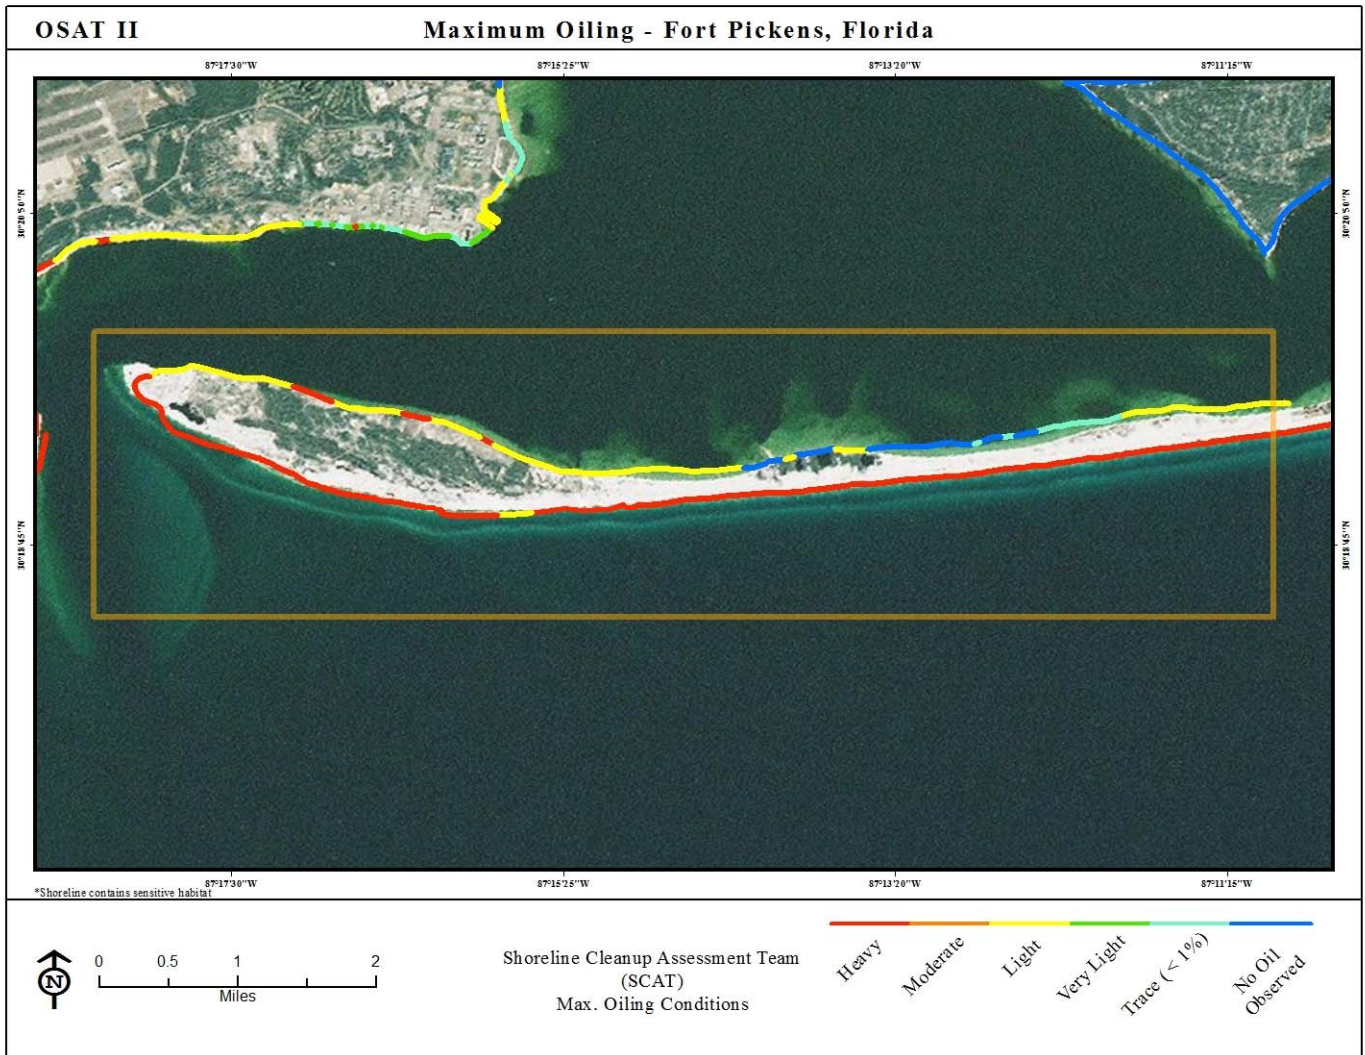 OSAT II
Maximum Oiling - Fort Pickens, Florida
87°17'30"W 87°15'25"W 87°13'20"W 87°11'15"W
30°20'50"N
30°20'50"N
30°18'45"N
30°18'45"N
87°17'30"W 87°15'25"W 87°13'20"W 87°11'15"W
*Shoreline contains sensitive habitat
N
0 0.5 1 2
Miles
Shoreline Cleanup Assessment Team
(SCAT)
Max. Oiling Conditions
Heavy
Moderate
Light
Very Light
Trace (< 1%)
No Oil
Observed